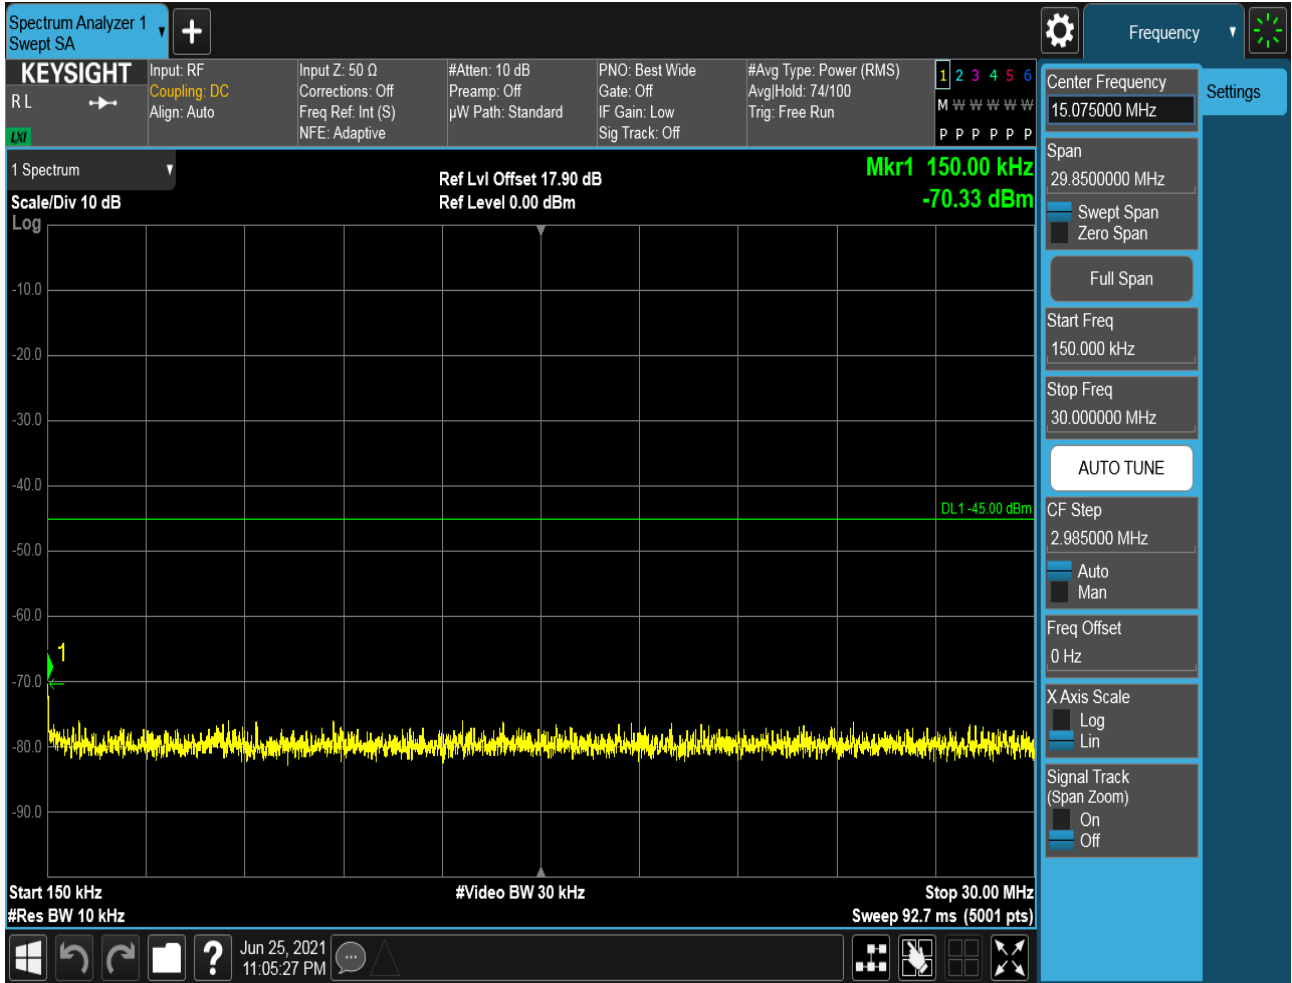 Spectrum Analyzer 1
Swept SA
Frequency
KEYSIGHT
R L
LXI
Input: RF
Coupling: DC
Align: Auto
Input Z: 50 Ω
Corrections: Off
Freq Ref: Int (S)
NFE: Adaptive
#Atten: 10 dB
Preamp: Off
µW Path: Standard
PNO: Best Wide
Gate: Off
IF Gain: Low
Sig Track: Off
#Avg Type: Power (RMS)
Avg|Hold: 74/100
Trig: Free Run
1 2 3 4 5 6
M W W W W W
P P P P P P
1 Spectrum
Scale/Div 10 dB
Log
Ref Lvl Offset 17.90 dB
Ref Level 0.00 dBm
Mkr1 150.00 kHz
-70.33 dBm
-10.0
-20.0
-30.0
-40.0
DL1 -45.00 dBm
-50.0
-60.0
1
-70.0
-80.0
-90.0
Start 150 kHz
#Video BW 30 kHz
Stop 30.00 MHz
#Res BW 10 kHz
Sweep 92.7 ms (5001 pts)
?
Jun 25, 2021
11:05:27 PM
Center Frequency
15.075000 MHz
Settings
Span
29.8500000 MHz
Swept Span
Zero Span
Full Span
Start Freq
150.000 kHz
Stop Freq
30.000000 MHz
AUTO TUNE
CF Step
2.985000 MHz
Auto
Man
Freq Offset
0 Hz
X Axis Scale
Log
Lin
Signal Track
(Span Zoom)
On
Off